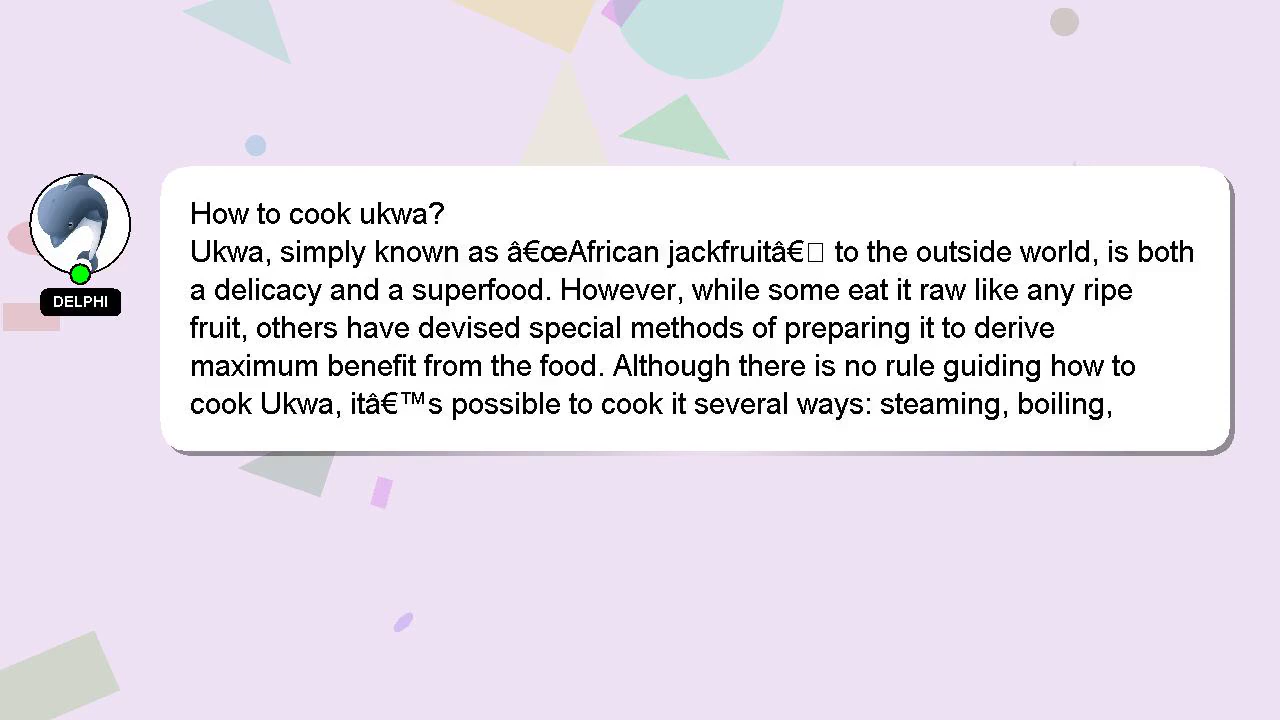 How to cook ukwa?
Ukwa, simply known as â€œAfrican jackfruitâ€□ to the outside world, is both
a delicacy and a superfood. However, while some eat it raw like any ripe
fruit, others have devised special methods of preparing it to derive
maximum benefit from the food. Although there is no rule guiding how to
cook Ukwa, itâ€™s possible to cook it several ways: steaming, boiling,
DELPHI